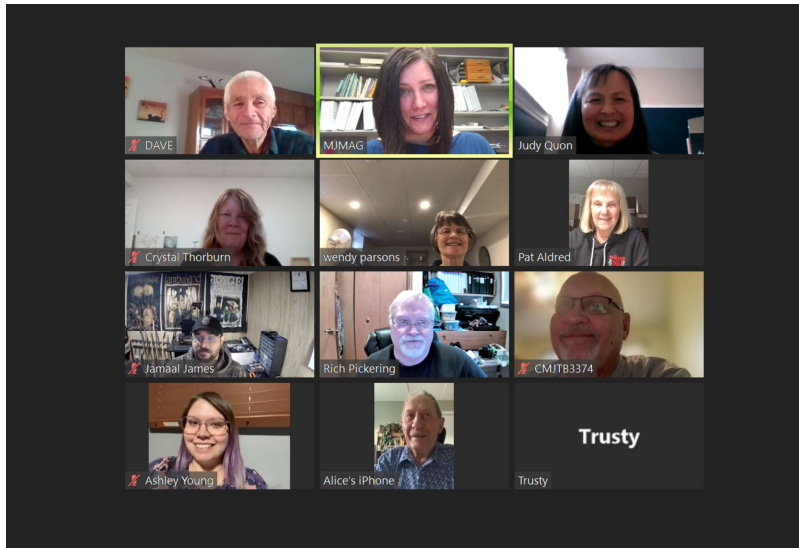 DAVE
MJMAG
Judy Quon
Crystal Thorburn
wendy parsons
Pat Aldred
Jamaal James
Rich Pickering
CMJTB3374
Ashley Young
Alice's iPhone
Trusty
Trusty